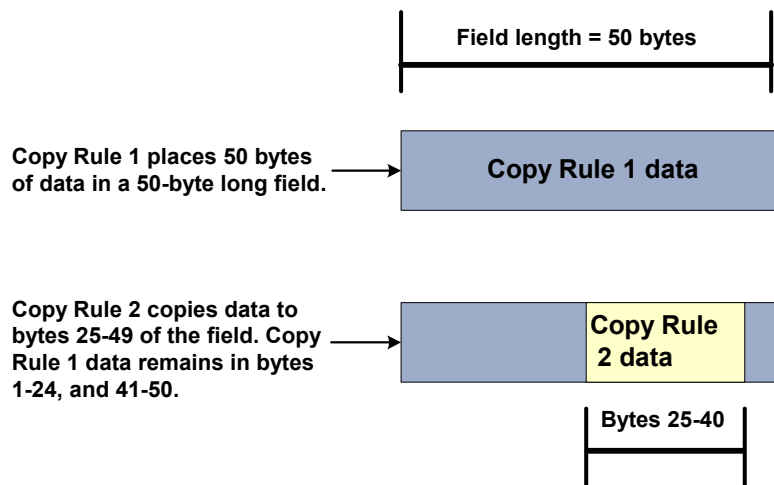 Field length = 50 bytes
Copy Rule 1 places 50 bytes
of data in a 50-byte long field.
Copy Rule 1 data
Copy Rule 2 copies data to
bytes 25-49 of the field. Copy
Rule 1 data remains in bytes
1-24, and 41-50.
Copy Rule
2 data
Bytes 25-40